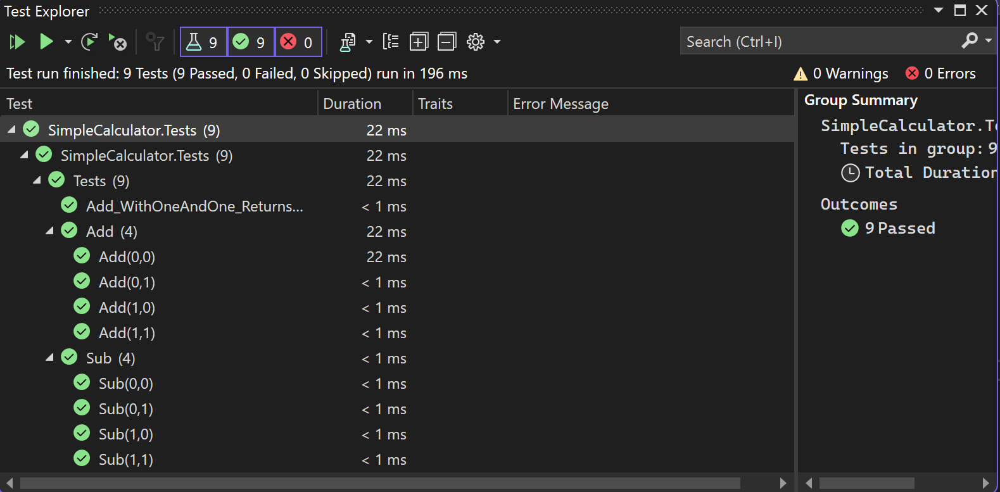 Test Explorer
9 9 0
Search (Ctrl+I)
Test run finished: 9 Tests (9 Passed, 0 Failed, 0 Skipped) run in 196 ms
0 Warnings 0 Errors
Test Duration Traits Error Message
SimpleCalculator.Tests (9) 22 ms
SimpleCalculator.Tests (9) 22 ms
Tests (9) 22 ms
Add_WithOneAndOne_Returns... < 1 ms
Add (4) 22 ms
Add(0,0) 22 ms
Add(0,1) < 1 ms
Add(1,0) < 1 ms
Add(1,1) < 1 ms
Sub (4) < 1 ms
Sub(0,0) < 1 ms
Sub(0,1) < 1 ms
Sub(1,0) < 1 ms
Sub(1,1) < 1 ms
Group Summary
SimpleCalculator.Te
Tests in group: 9
Total Duration
Outcomes
9 Passed